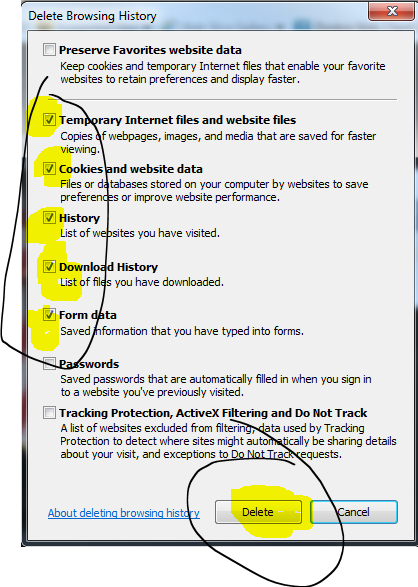 Delete Browsing History
Preserve Favorites website data
Keep cookies and temporary Internet files that enable your favorite
websites to retain preferences and display faster.
Temporary Internet files and website files
Copies of webpages, images, and media that are saved for faster
viewing.
Cookies and website data
Files or databases stored on your computer by websites to save
preferences or improve website performance.
History
List of websites you have visited.
Download History
List of files you have downloaded.
Form data
Saved information that you have typed into forms.
Passwords
Saved passwords that are automatically filled in when you sign in
to a website you've previously visited.
Tracking Protection, ActiveX Filtering and Do Not Track
A list of websites excluded from filtering, data used by Tracking
Protection to detect where sites might automatically be sharing details
about your visit, and exceptions to Do Not Track requests.
About deleting browsing history
Delete
Cancel